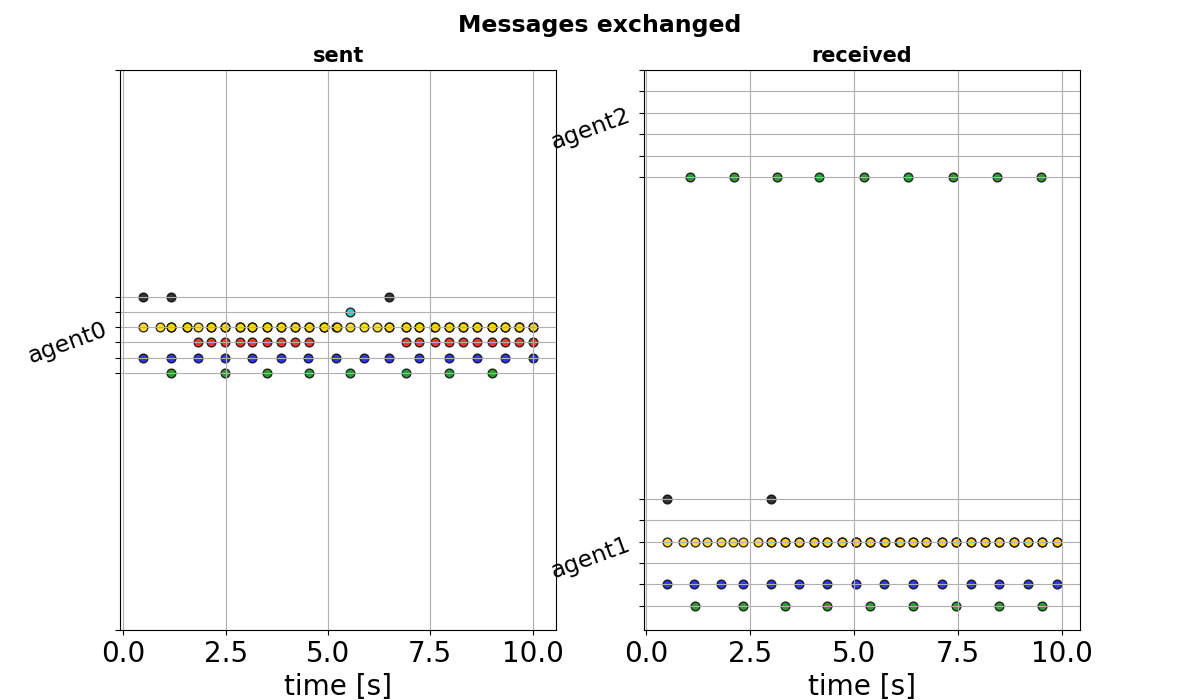 Messages exchanged
sent
received
agent0
agent2
agent1
0.0 2.5 5.0 7.5 10.0
time [s]
0.0 2.5 5.0 7.5 10.0
time [s]